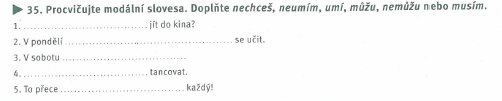 ▶ 35. Procvičujte modální slovesa. Doplňte nechceš, neumím, umí, můžu, nemůžu nebo musím.
1. ................................ jít do kina?
2. V pondělí ..................,........................ se učit.
3. V sobotu ................................
4. ................................ tancovat.
5. To přece ................................ každý!